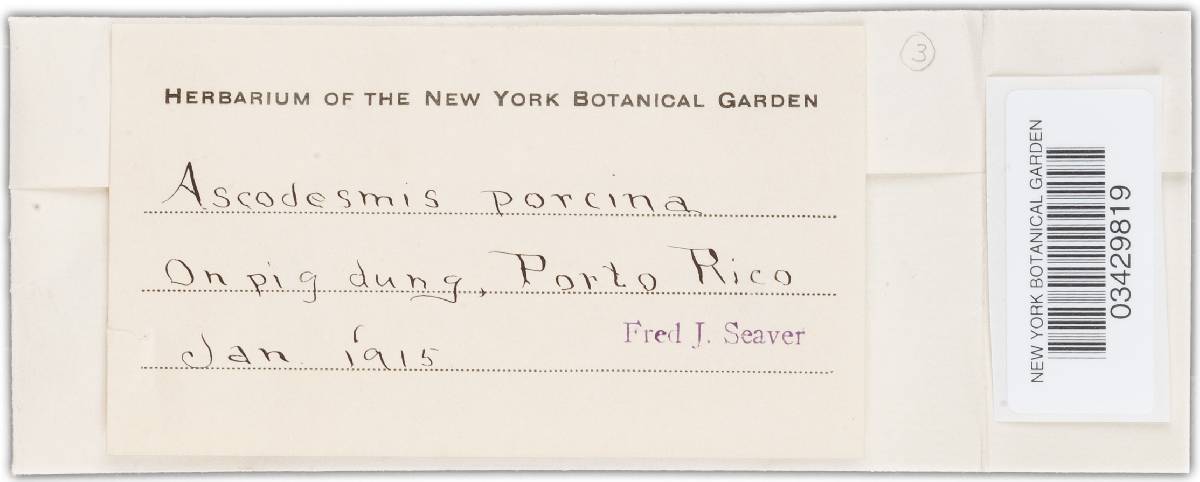 3
HERBARIUM OF THE NEW YORK BOTANICAL GARDEN
Ascodesmis porcina
On pig dung, Porto Rico
Jan. 1915
Fred J. Seaver
NEW YORK BOTANICAL GARDEN
03429819